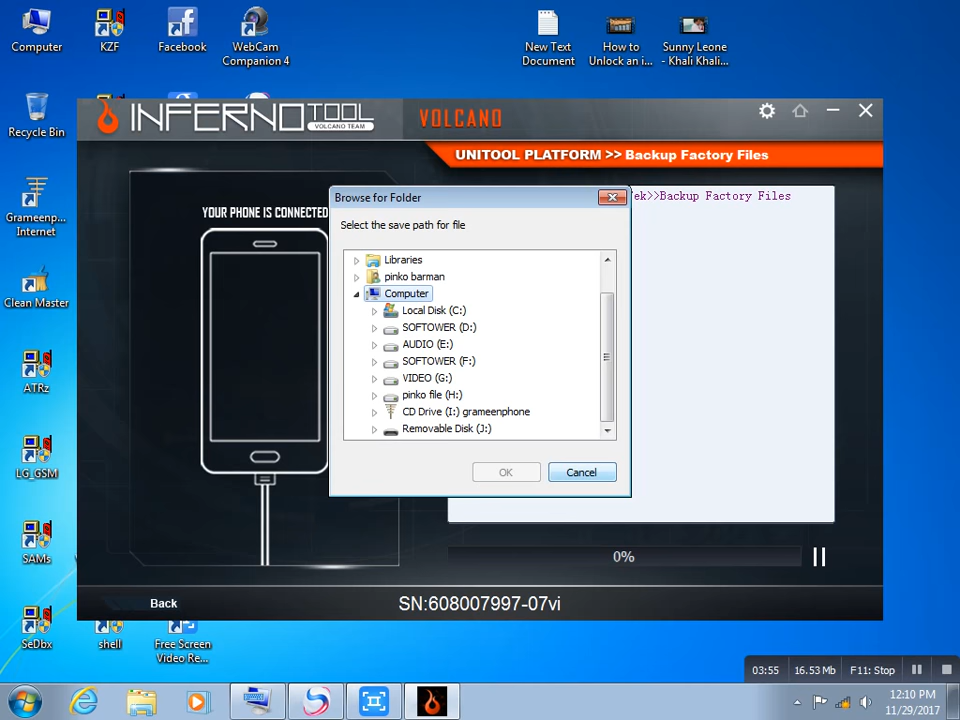 Computer
KZF
Facebook
WebCam
Companion 4
New Text
Document
How to
Unlock an i...
Sunny Leone
- Khali Khali...
Recycle Bin
Grameenp...
Internet
Clean Master
ATRz
LG_GSM
SAMs
SeDbx
shell
Free Screen
Video Re...
INFERNO TOOL
VOLCANO TEAM
VOLCANO
UNITOOL PLATFORM >> Backup Factory Files
YOUR PHONE IS CONNECTED
ek>>Backup Factory Files
Browse for Folder
Select the save path for file
Libraries
pinko barman
Computer
Local Disk (C:)
SOFTOWER (D:)
AUDIO (E:)
SOFTOWER (F:)
VIDEO (G:)
pinko file (H:)
CD Drive (I:) grameenphone
Removable Disk (J:)
OK
Cancel
0%
Back
SN:608007997-07vi
03:55
16.53 Mb
F11: Stop
12:10 PM
11/29/2017